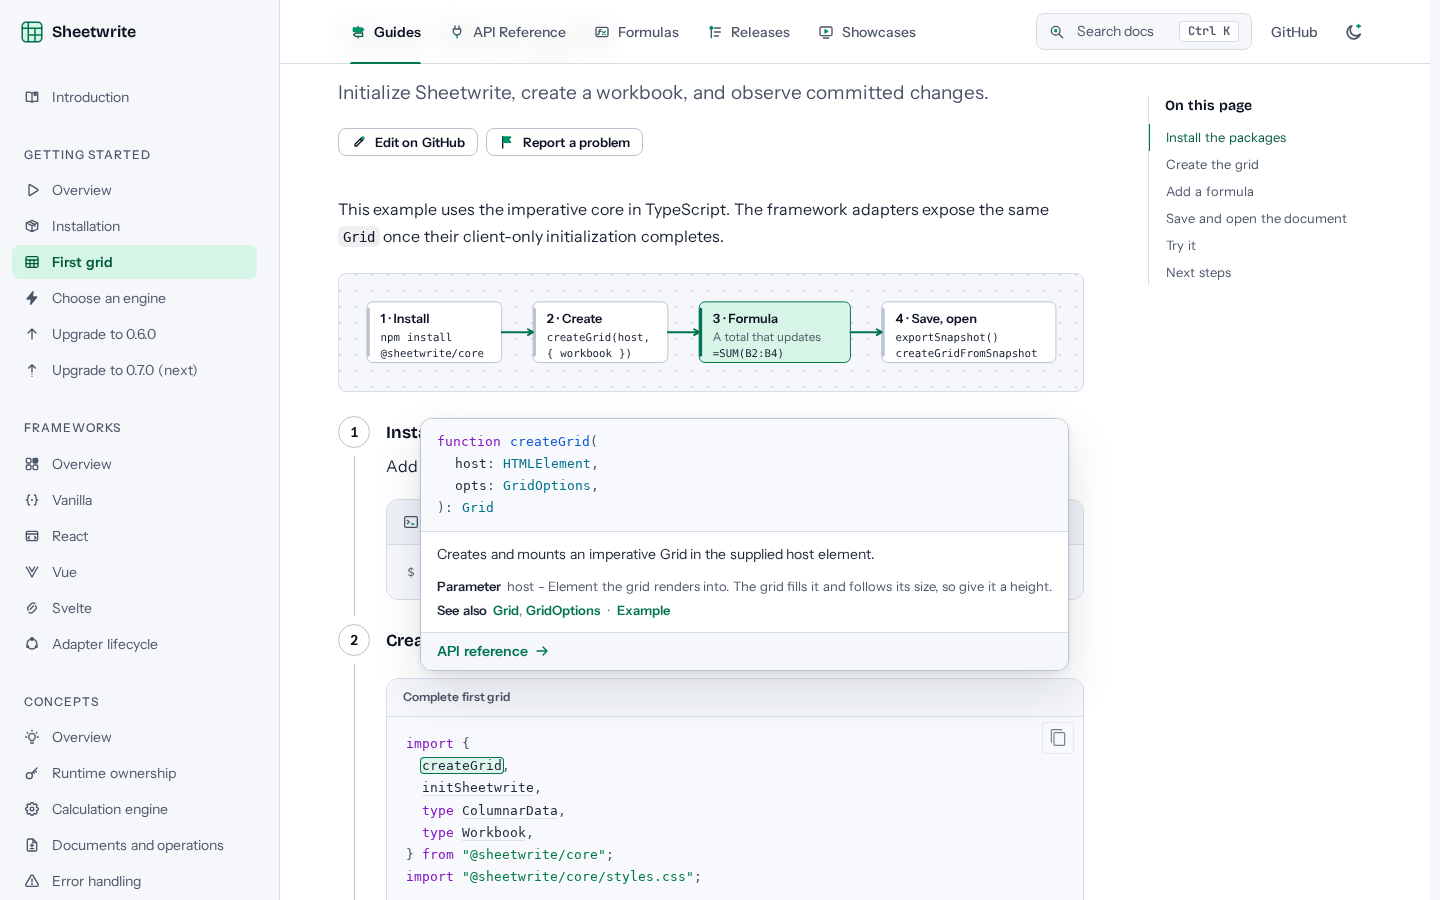 Sheetwrite
Guides
API Reference
Formulas
Releases
Showcases
Search docs
Ctrl K
GitHub
Introduction
GETTING STARTED
Overview
Installation
First grid
Choose an engine
Upgrade to 0.6.0
Upgrade to 0.7.0 (next)
FRAMEWORKS
Overview
Vanilla
React
Vue
Svelte
Adapter lifecycle
CONCEPTS
Overview
Runtime ownership
Calculation engine
Documents and operations
Error handling
Initialize Sheetwrite, create a workbook, and observe committed changes.
Edit on GitHub
Report a problem
This example uses the imperative core in TypeScript. The framework adapters expose the same
Grid once their client-only initialization completes.
1 · Install
npm install
@sheetwrite/core
2 · Create
createGrid(host,
{ workbook })
3 · Formula
A total that updates
=SUM(B2:B4)
4 · Save, open
exportSnapshot()
createGridFromSnapshot
1
Add
$
function createGrid(
host: HTMLElement,
opts: GridOptions,
): Grid
Creates and mounts an imperative Grid in the supplied host element.
Parameter host - Element the grid renders into. The grid fills it and follows its size, so give it a height.
See also Grid, GridOptions · Example
API reference →
2
Complete first grid
import {
createGrid,
initSheetwrite,
type ColumnarData,
type Workbook,
} from "@sheetwrite/core";
import "@sheetwrite/core/styles.css";
On this page
Install the packages
Create the grid
Add a formula
Save and open the document
Try it
Next steps